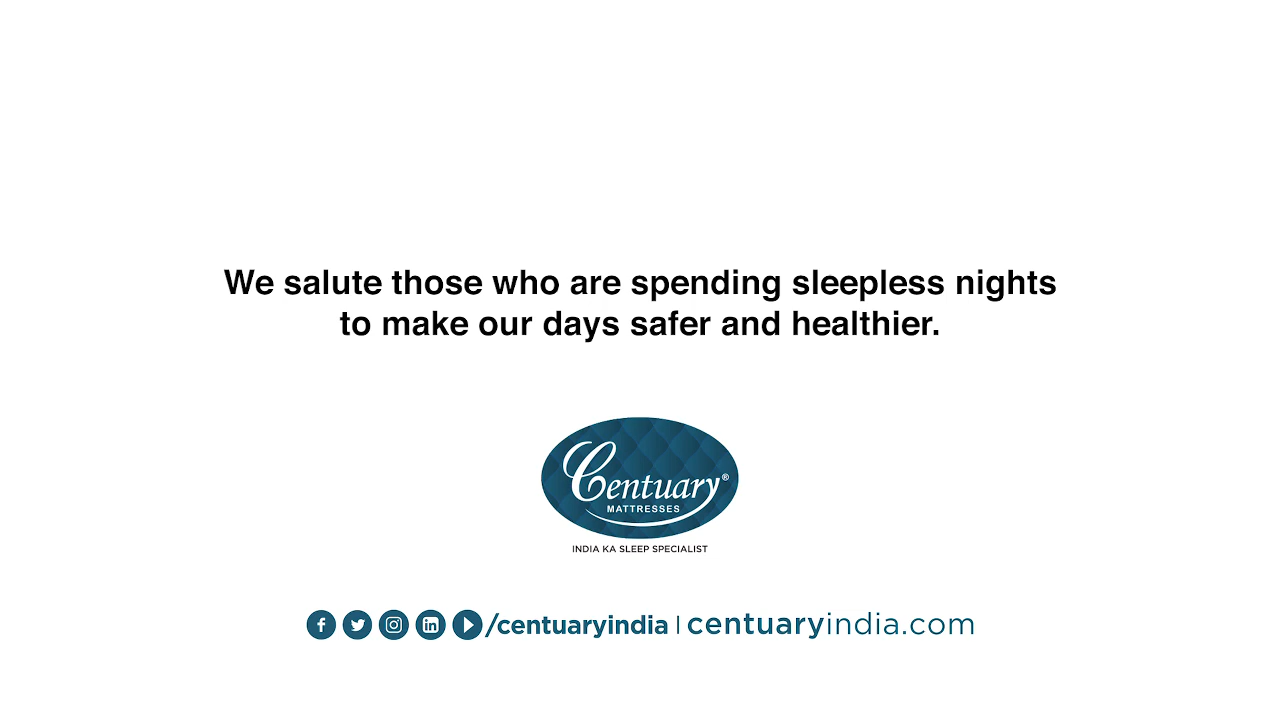 We salute those who are spending sleepless nights
to make our days safer and healthier.
Centuary®
MATTRESSES
INDIA KA SLEEP SPECIALIST
/centuaryindia | centuaryindia.com